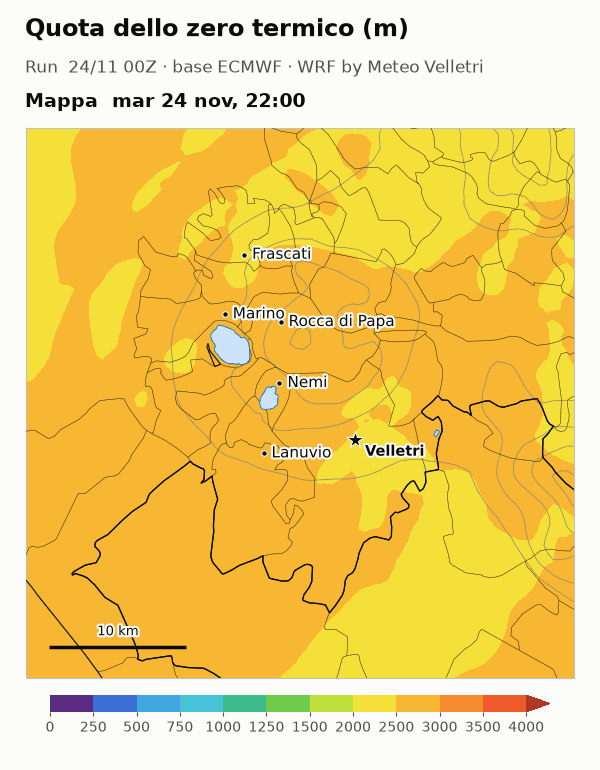 Quota dello zero termico (m)
Run  24/11 00Z · base ECMWF · WRF by Meteo Velletri
Mappa  mar 24 nov, 22:00
Frascati
Marino
Rocca di Papa
Nemi
Velletri
Lanuvio
10 km
0 250 500 750 1000 1250 1500 2000 2500 3000 3500 4000